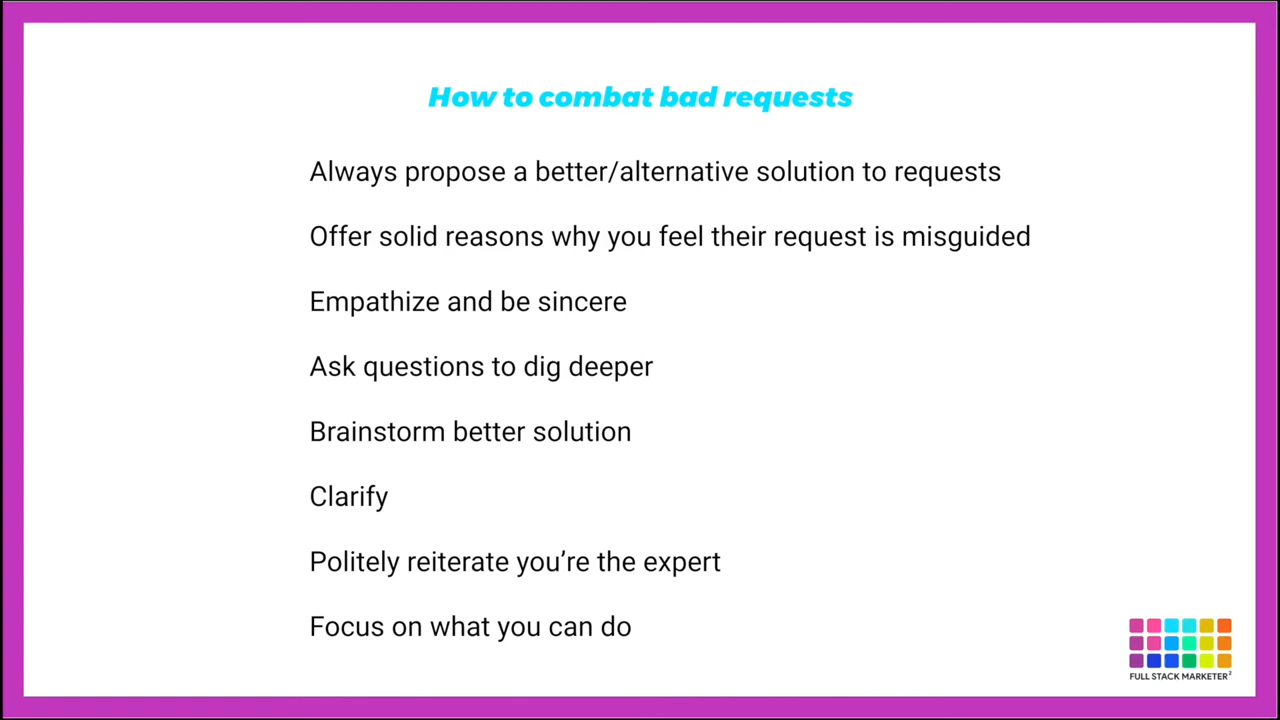 How to combat bad requests
Always propose a better/alternative solution to requests
Offer solid reasons why you feel their request is misguided
Empathize and be sincere
Ask questions to dig deeper
Brainstorm better solution
Clarify
Politely reiterate you’re the expert
Focus on what you can do
FULL STACK MARKETER²